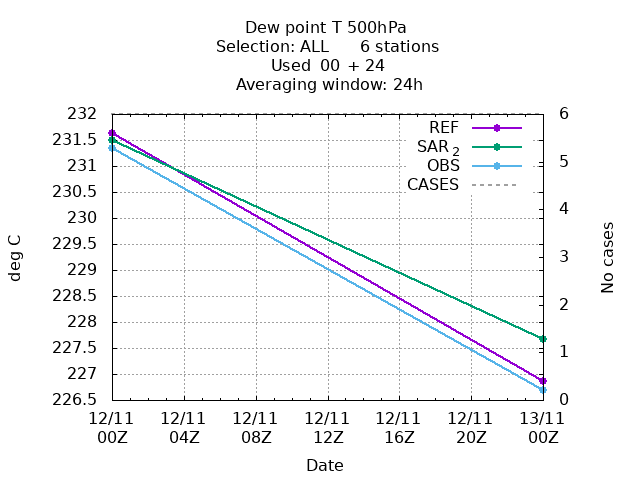 Dew point T 500hPa
Selection: ALL 6 stations
Used 00 + 24
Averaging window: 24h
232
231.5
231
230.5
230
229.5
229
228.5
228
227.5
227
226.5
deg C
REF
SAR 2
OBS
CASES
6
5
4
3
2
1
0
No cases
12/11 12/11 12/11 12/11 12/11 12/11 13/11
00Z 04Z 08Z 12Z 16Z 20Z 00Z
Date